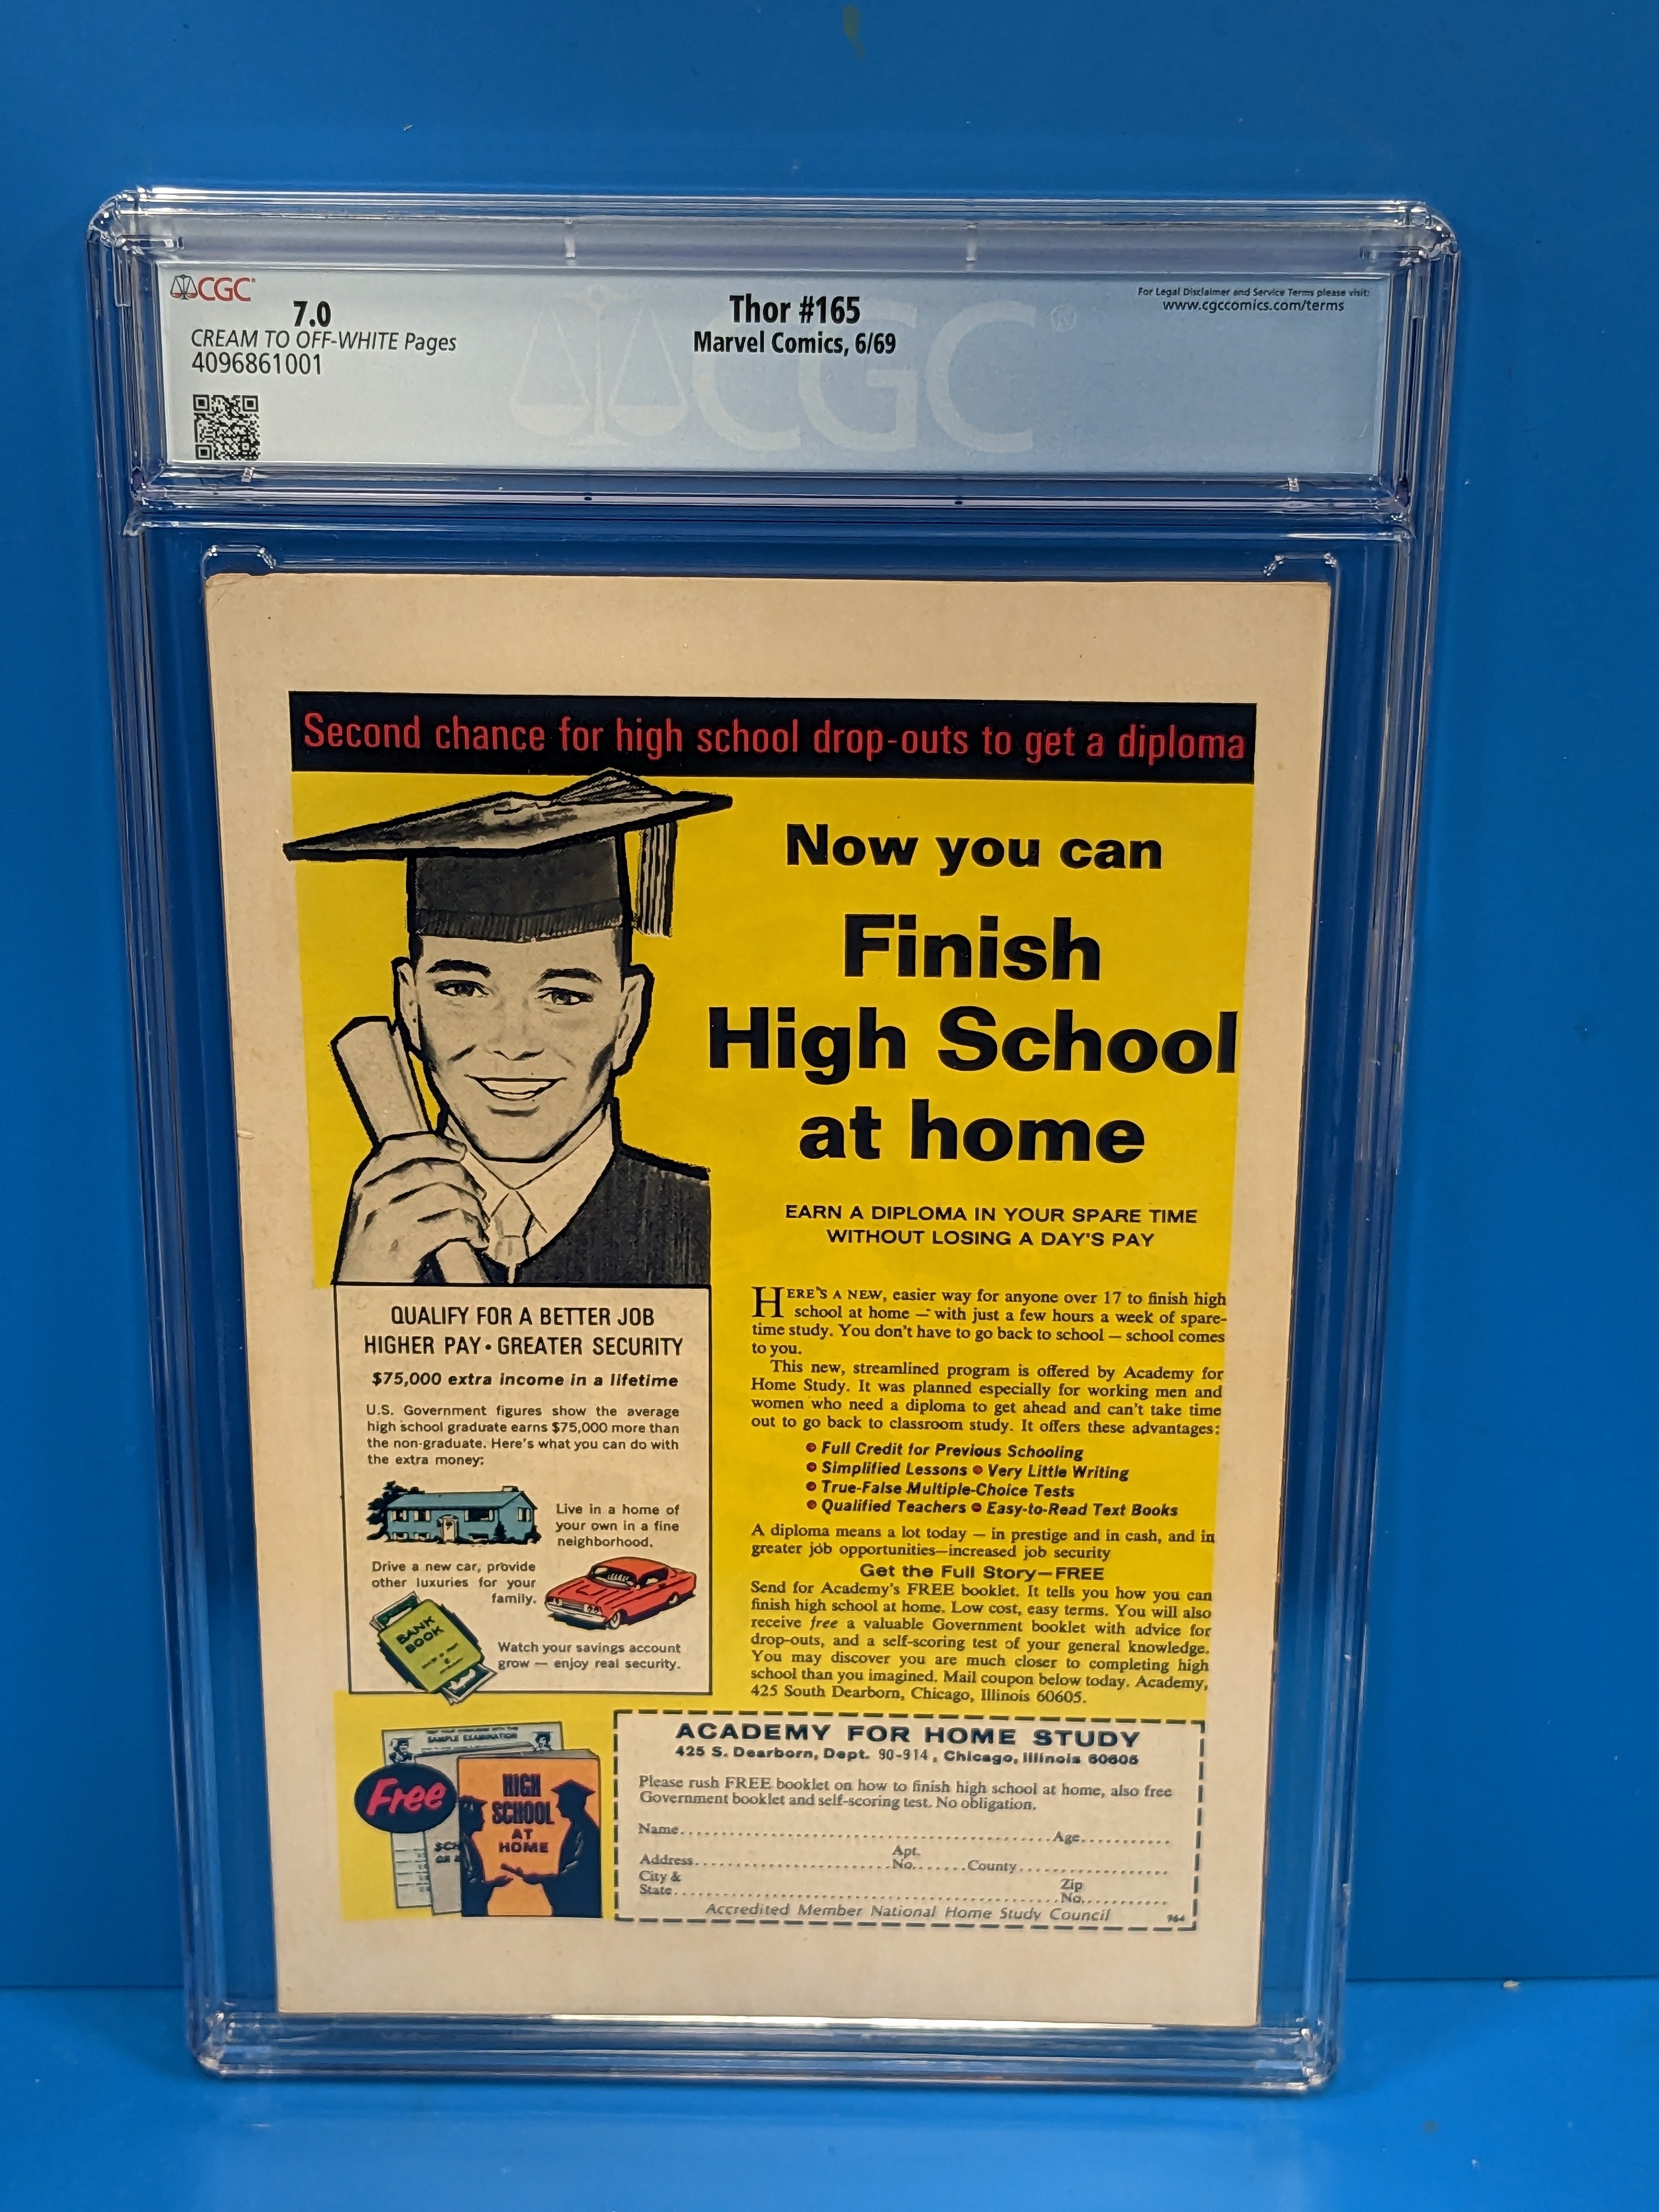 CGC
7.0
CREAM TO OFF-WHITE Pages
4096861001
Thor #165
Marvel Comics, 6/69
For Legal Disclaimer and Service Terms please visit:
www.cgccomics.com/terms
CGC®
Second chance for high school drop-outs to get a diploma
Now you can
Finish
High School
at home
EARN A DIPLOMA IN YOUR SPARE TIME
WITHOUT LOSING A DAY'S PAY
QUALIFY FOR A BETTER JOB
HIGHER PAY • GREATER SECURITY
$75,000 extra income in a lifetime
U.S. Government figures show the average
high school graduate earns $75,000 more than
the non-graduate. Here's what you can do with
the extra money:
Live in a home of
your own in a fine
neighborhood.
Drive a new car, provide
other luxuries for your
family.
BANK
BOOK
Watch your savings account
grow — enjoy real security.
HERE'S A NEW, easier way for anyone over 17 to finish high
school at home — with just a few hours a week of spare-
time study. You don't have to go back to school — school comes
to you.
This new, streamlined program is offered by Academy for
Home Study. It was planned especially for working men and
women who need a diploma to get ahead and can't take time
out to go back to classroom study. It offers these advantages:
• Full Credit for Previous Schooling
• Simplified Lessons • Very Little Writing
• True-False Multiple-Choice Tests
• Qualified Teachers • Easy-to-Read Text Books
A diploma means a lot today — in prestige and in cash, and in
greater job opportunities—increased job security
Get the Full Story—FREE
Send for Academy's FREE booklet. It tells you how you can
finish high school at home. Low cost, easy terms. You will also
receive free a valuable Government booklet with advice for
drop-outs, and a self-scoring test of your general knowledge.
You may discover you are much closer to completing high
school than you imagined. Mail coupon below today. Academy,
425 South Dearborn, Chicago, Illinois 60605.
SAMPLE EXAMINATION
Free
HIGH
SCHOOL
AT
HOME
ACADEMY FOR HOME STUDY
425 S. Dearborn, Dept. 90-914, Chicago, Illinois 60605
Please rush FREE booklet on how to finish high school at home, also free
Government booklet and self-scoring test. No obligation.
Name.......................................Age............
Apt.
Address.......................No.......County..................
City & Zip
State.............................................No............
Accredited Member National Home Study Council
964